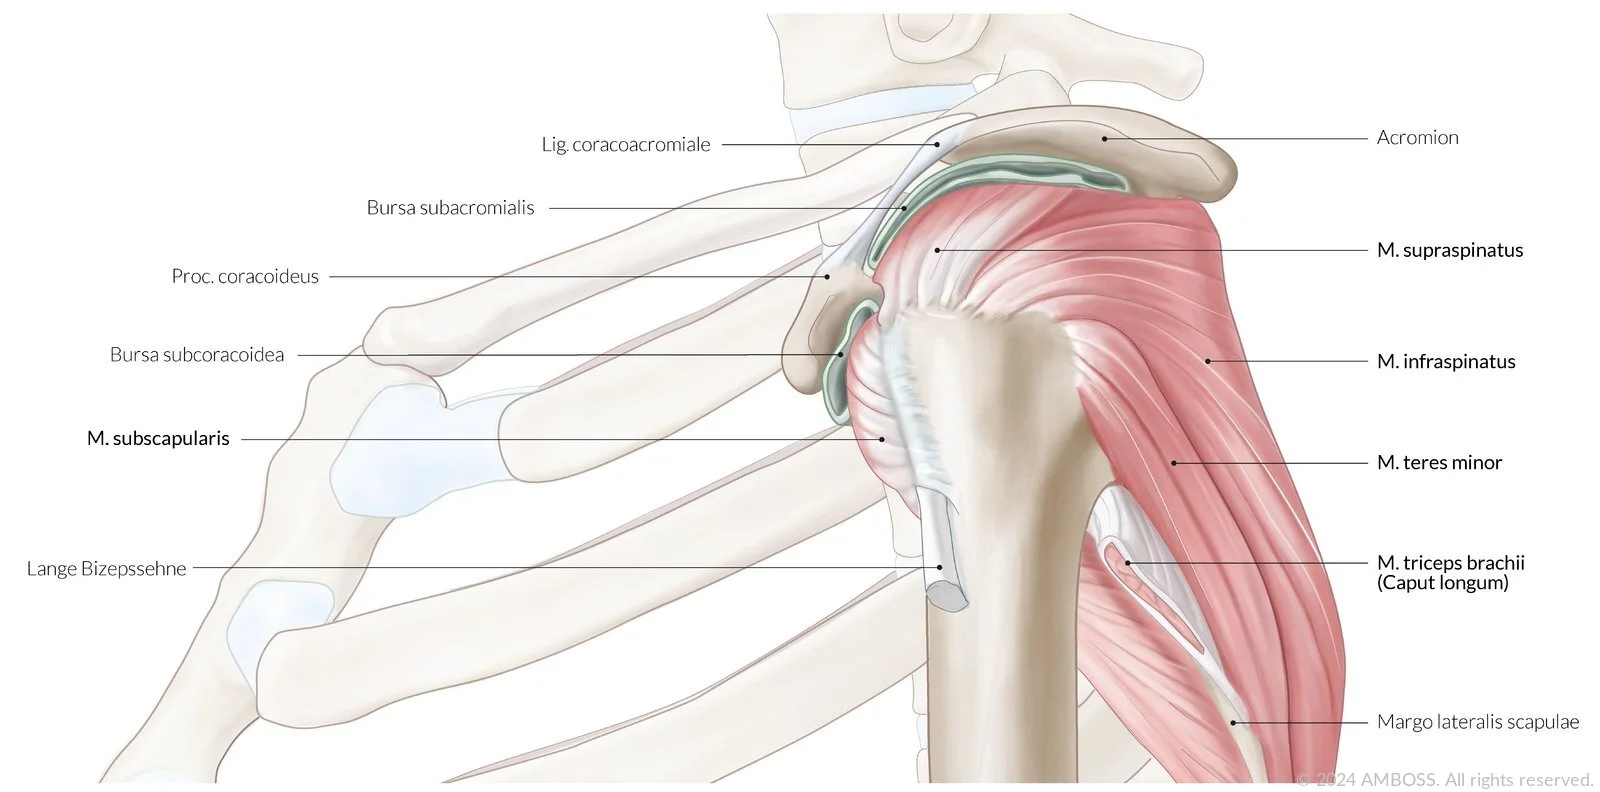 Lig. coracoacromiale
Acromion
Bursa subacromialis
M. supraspinatus
Proc. coracoideus
Bursa subcoracoidea
M. infraspinatus
M. subscapularis
M. teres minor
Lange Bizepssehne
M. triceps brachii
(Caput longum)
Margo lateralis scapulae
© 2024 AMBOSS. All rights reserved.